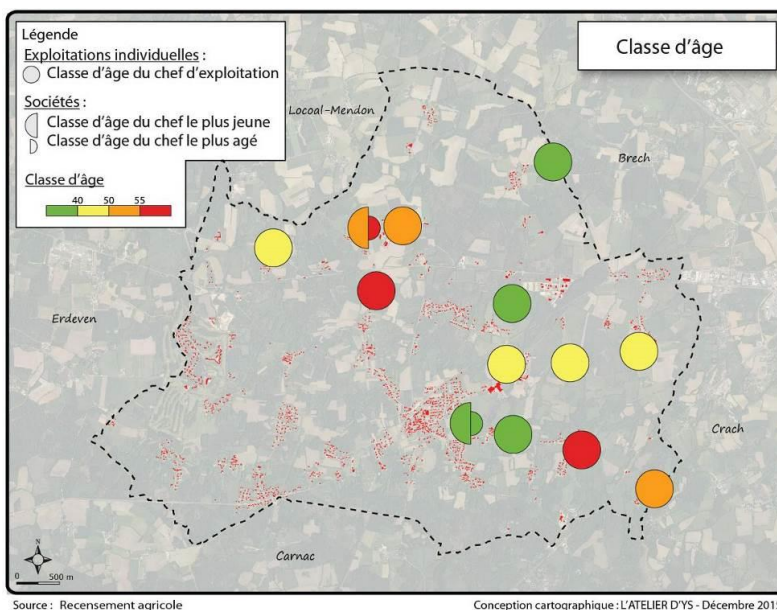 Légende
Exploitations individuelles :
Classe d'âge du chef d'exploitation
Sociétés :
Classe d'âge du chef le plus jeune
Classe d'âge du chef le plus agé
Classe d'âge
40 50 55
Classe d'âge
Locoal-Mendon
Brech
Erdeven
Crach
Carnac
N
0 500 m
Source : Recensement agricole
Conception cartographique : L'ATELIER D'YS - Décembre 201